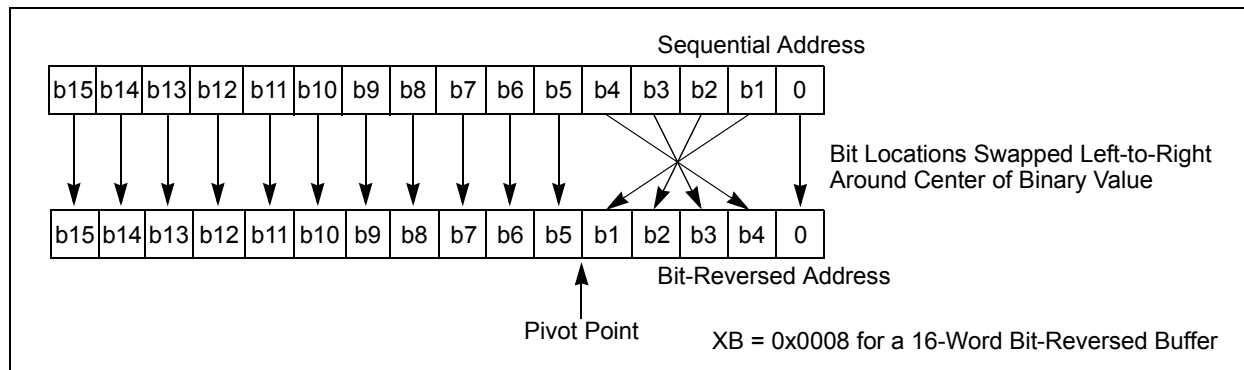 Sequential Address
b15 b14 b13 b12 b11 b10 b9 b8 b7 b6 b5 b4 b3 b2 b1 0
Bit Locations Swapped Left-to-Right
Around Center of Binary Value
b15 b14 b13 b12 b11 b10 b9 b8 b7 b6 b5 b1 b2 b3 b4 0
Bit-Reversed Address
Pivot Point
XB = 0x0008 for a 16-Word Bit-Reversed Buffer